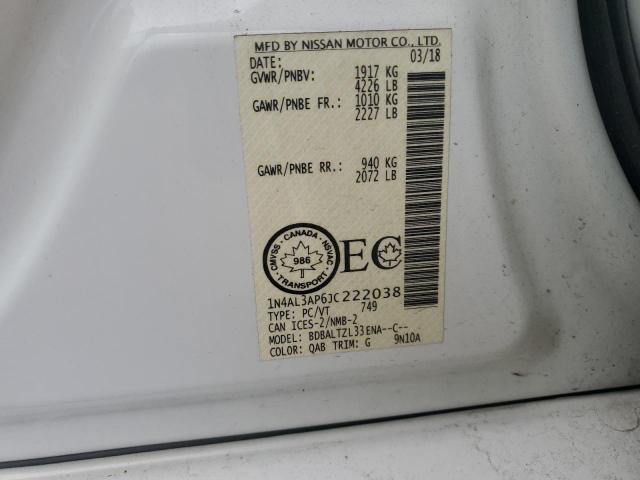 MFD BY NISSAN MOTOR CO., LTD.
DATE: 03/18
GVWR/PNBV: 1917 KG
4226 LB
GAWR/PNBE FR.: 1010 KG
2227 LB
GAWR/PNBE RR.: 940 KG
2072 LB
CANADA · NSVAC · TRANSPORT · CMVSS
986
EC
1N4AL3AP6JC222038
TYPE: PC/VT 749
CAN ICES-2/NMB-2
MODEL: BDBALTZL33ENA--C--
COLOR: QAB TRIM: G 9N10A